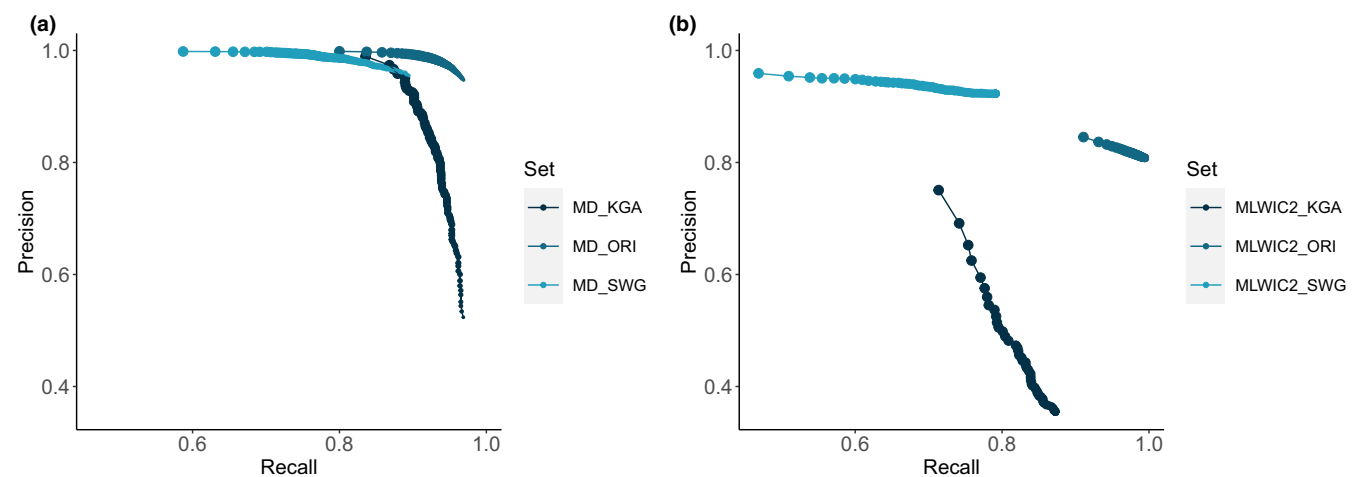 (a)
1.0
0.8
0.6
0.4
Precision
0.6
0.8
1.0
Recall
Set
MD_KGA
MD_ORI
MD_SWG
(b)
1.0
0.8
0.6
0.4
Precision
0.6
0.8
1.0
Recall
Set
MLWIC2_KGA
MLWIC2_ORI
MLWIC2_SWG